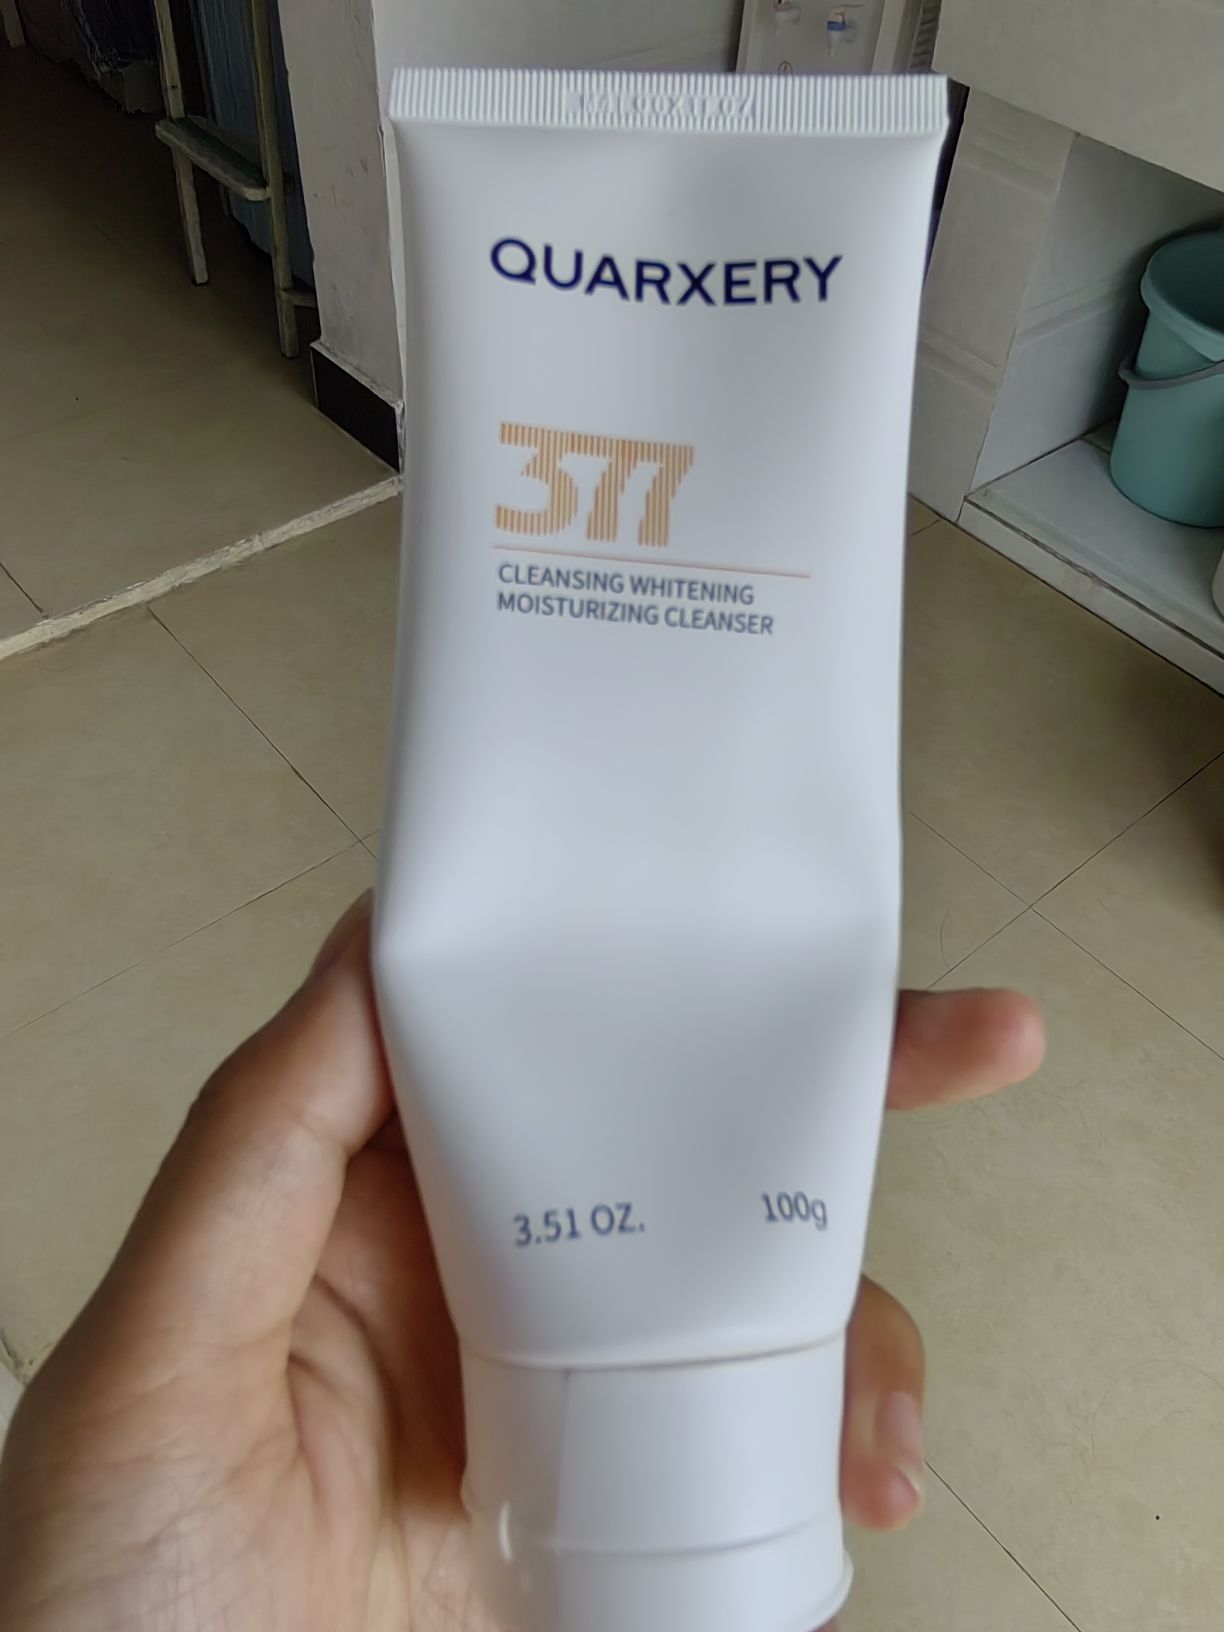 QUARXERY
377
CLEANSING WHITENING
MOISTURIZING CLEANSER
3.51 OZ.
100g